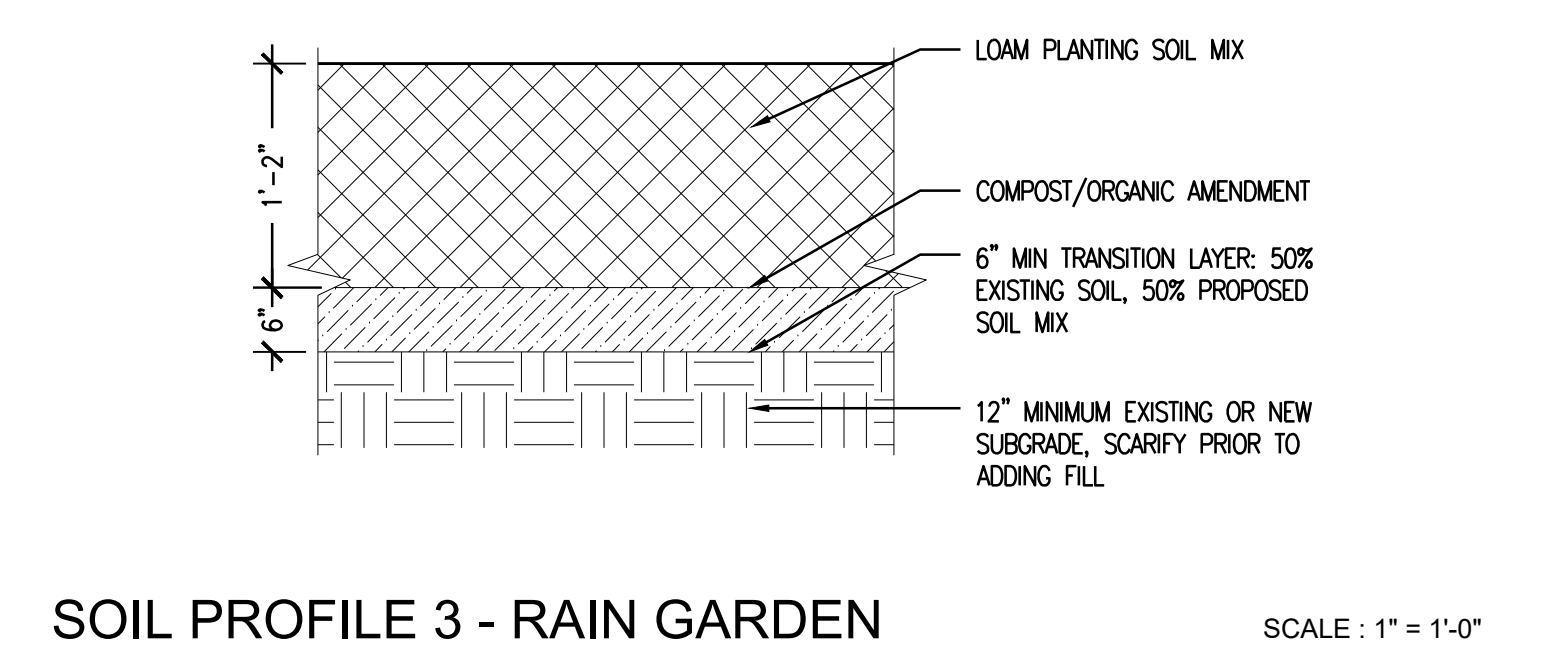 LOAM PLANTING SOIL MIX
1'-2"
COMPOST/ORGANIC AMENDMENT
6" MIN TRANSITION LAYER: 50%
EXISTING SOIL, 50% PROPOSED
SOIL MIX
6"
12" MINIMUM EXISTING OR NEW
SUBGRADE, SCARIFY PRIOR TO
ADDING FILL
SOIL PROFILE 3 - RAIN GARDEN
SCALE : 1" = 1'-0"